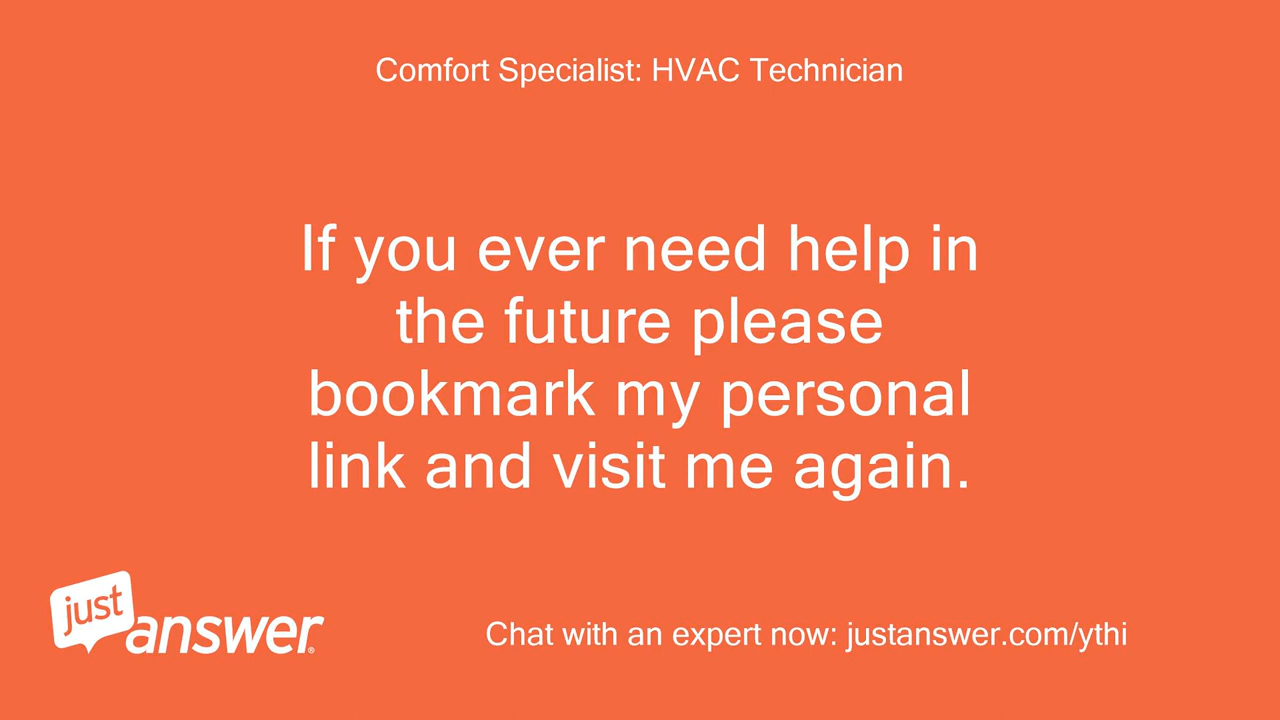 Comfort Specialist: HVAC Technician
If you ever need help in
the future please
bookmark my personal
link and visit me again.
just
answer®
Chat with an expert now: justanswer.com/ythi